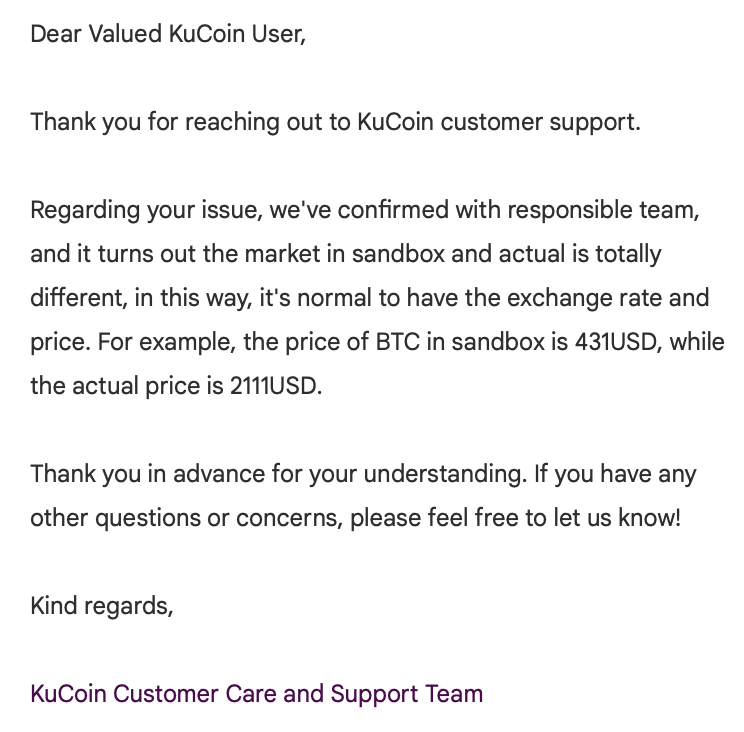 Dear Valued KuCoin User,
Thank you for reaching out to KuCoin customer support.
Regarding your issue, we've confirmed with responsible team,
and it turns out the market in sandbox and actual is totally
different, in this way, it's normal to have the exchange rate and
price. For example, the price of BTC in sandbox is 431USD, while
the actual price is 2111USD.
Thank you in advance for your understanding. If you have any
other questions or concerns, please feel free to let us know!
Kind regards,
KuCoin Customer Care and Support Team